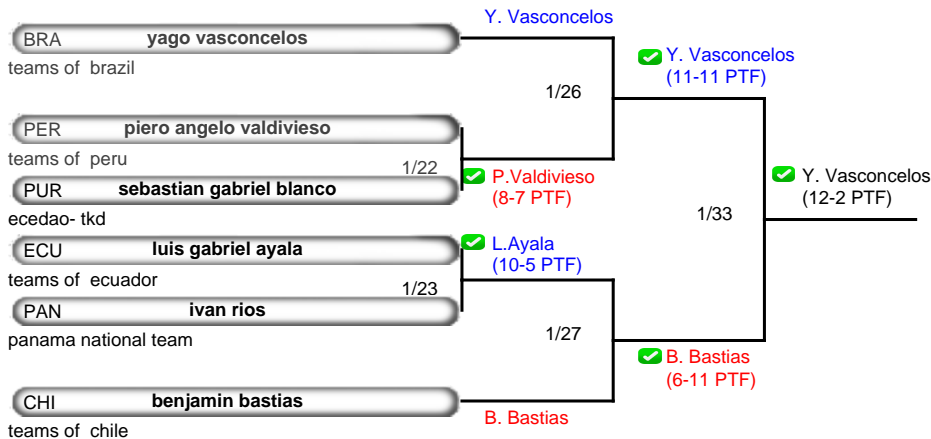 Y. Vasconcelos
BRA yago vasconcelos
teams of brazil
Y. Vasconcelos
(11-11 PTF)
1/26
PER piero angelo valdivieso
teams of peru
1/22
P.Valdivieso
(8-7 PTF)
PUR sebastian gabriel blanco
ecedao- tkd
Y. Vasconcelos
(12-2 PTF)
1/33
ECU luis gabriel ayala
teams of ecuador
L.Ayala
(10-5 PTF)
1/23
PAN ivan rios
panama national team
1/27
B. Bastias
(6-11 PTF)
CHI benjamin bastias
teams of chile
B. Bastias